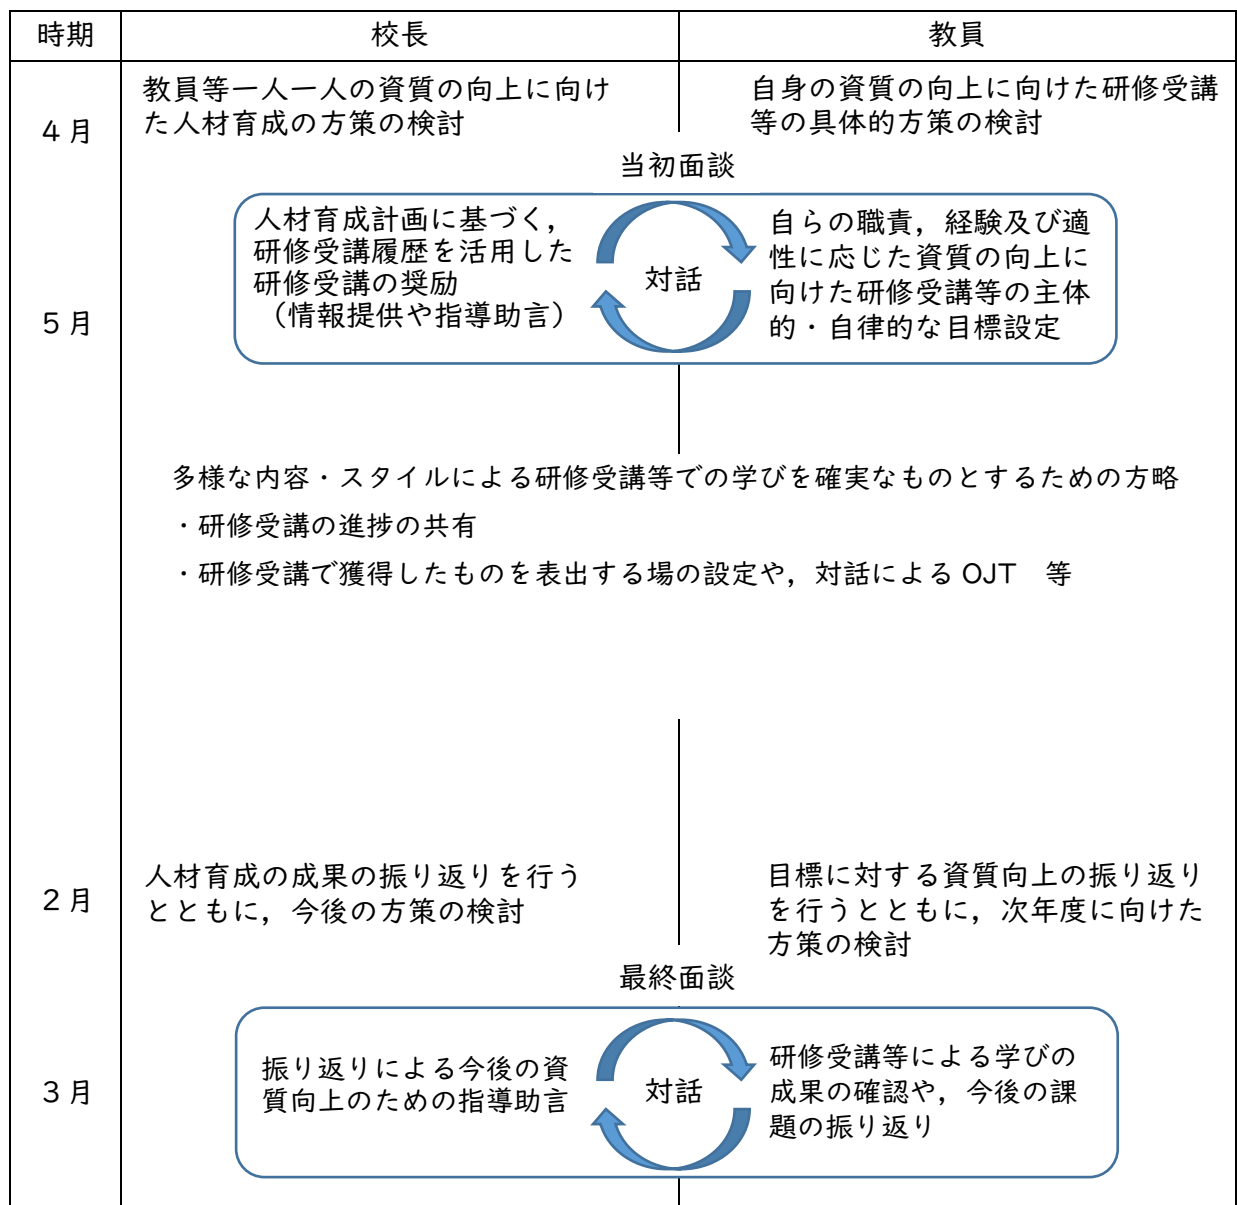 時期
校長
教員
4月
教員等一人一人の資質の向上に向け
た人材育成の方策の検討
自身の資質の向上に向けた研修受講
等の具体的方策の検討
当初面談
人材育成計画に基づく，
研修受講履歴を活用した
研修受講の奨励
（情報提供や指導助言）
対話
自らの職責，経験及び適
性に応じた資質の向上に
向けた研修受講等の主体
的・自律的な目標設定
5月
多様な内容・スタイルによる研修受講等での学びを確実なものとするための方略
・研修受講の進捗の共有
・研修受講で獲得したものを表出する場の設定や，対話による OJT　等
2月
人材育成の成果の振り返りを行う
とともに，今後の方策の検討
目標に対する資質向上の振り返り
を行うとともに，次年度に向けた
方策の検討
最終面談
3月
振り返りによる今後の資
質向上のための指導助言
対話
研修受講等による学びの
成果の確認や，今後の課
題の振り返り